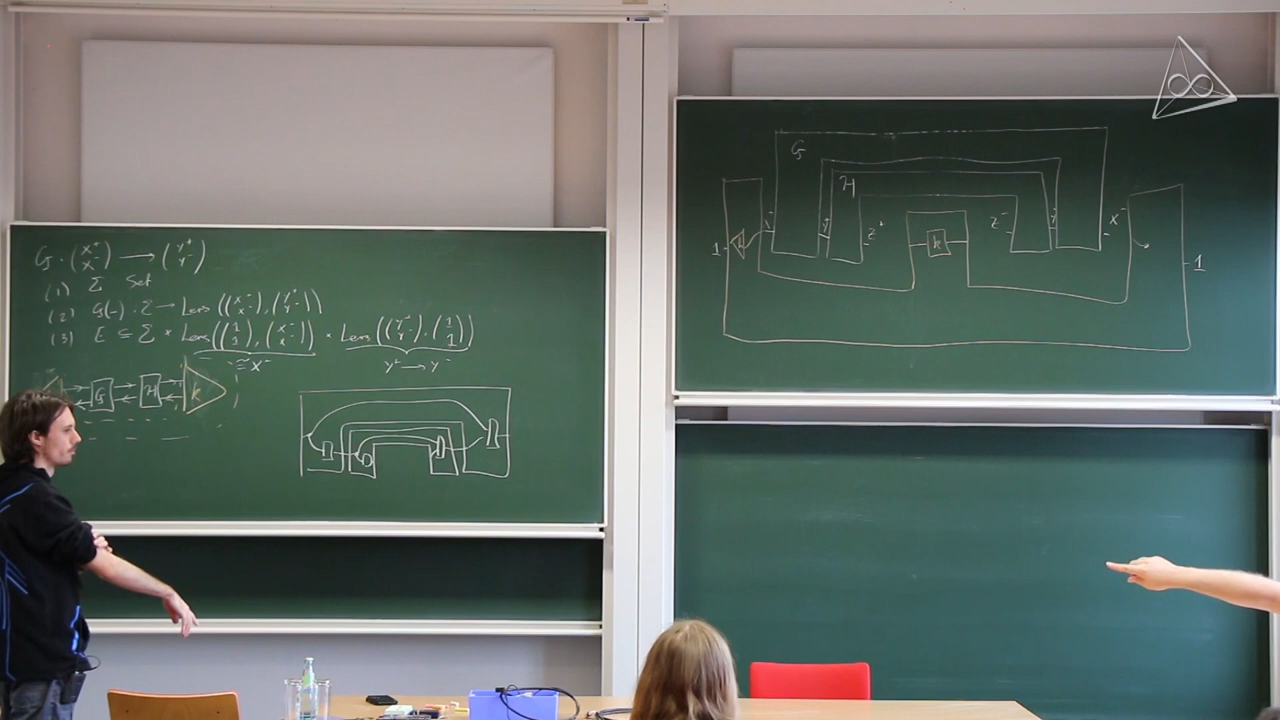 G : (X⁺ X⁻) → (Y⁺ Y⁻)
(1) Σ Set
(2) G(-) : Σ → Lens((X⁺ X⁻), (Y⁺ Y⁻))
(3) E ⊆ Σ × Lens((1 1), (X⁺ X⁻)) × Lens((Y⁺ Y⁻), (1 1))
≅ X⁺ Y⁺ → Y⁻
G H k
G
H
1 Y⁺ Z⁺ k Z⁻ Y⁻ X⁻ 1